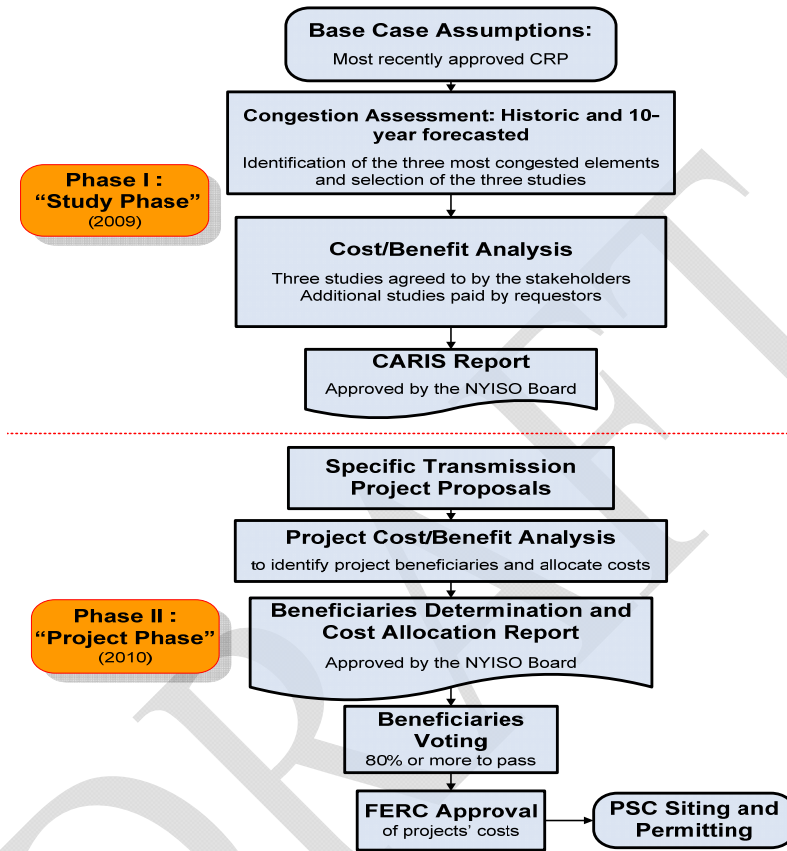 Base Case Assumptions:
Most recently approved CRP
Congestion Assessment: Historic and 10-
year forecasted
Identification of the three most congested elements
and selection of the three studies
Phase I :
“Study Phase”
(2009)
Cost/Benefit Analysis
Three studies agreed to by the stakeholders
Additional studies paid by requestors
CARIS Report
Approved by the NYISO Board
Specific Transmission
Project Proposals
Project Cost/Benefit Analysis
to identify project beneficiaries and allocate costs
Phase II :
“Project Phase”
(2010)
Beneficiaries Determination and
Cost Allocation Report
Approved by the NYISO Board
Beneficiaries
Voting
80% or more to pass
FERC Approval
of projects’ costs
PSC Siting and
Permitting
DRAFT